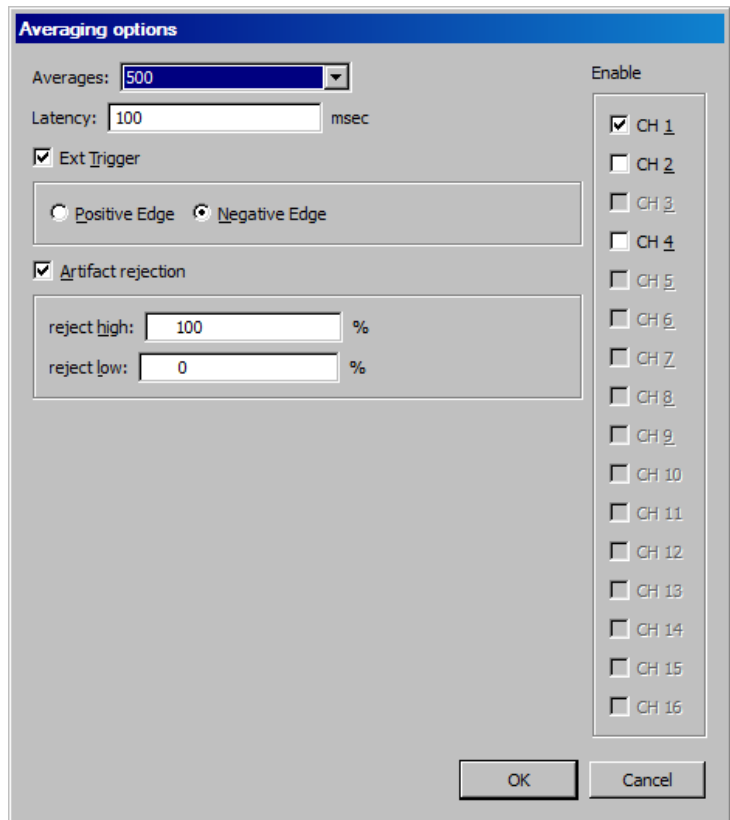 Averaging options
Averages: 500
Latency: 100 msec
Ext Trigger
Positive Edge Negative Edge
Artifact rejection
reject high: 100 %
reject low: 0 %
Enable
CH 1
CH 2
CH 3
CH 4
CH 5
CH 6
CH 7
CH 8
CH 9
CH 10
CH 11
CH 12
CH 13
CH 14
CH 15
CH 16
OK Cancel